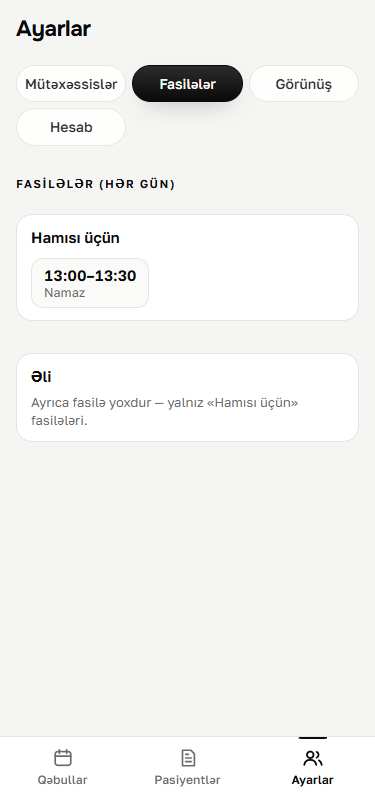 Ayarlar
Mütəxəssislər
Fasilələr
Görünüş
Hesab
FASİLƏLƏR (HƏR GÜN)
Hamısı üçün
13:00–13:30
Namaz
Əli
Ayrıca fasilə yoxdur — yalnız «Hamısı üçün»
fasilələri.
Qəbullar
Pasiyentlər
Ayarlar